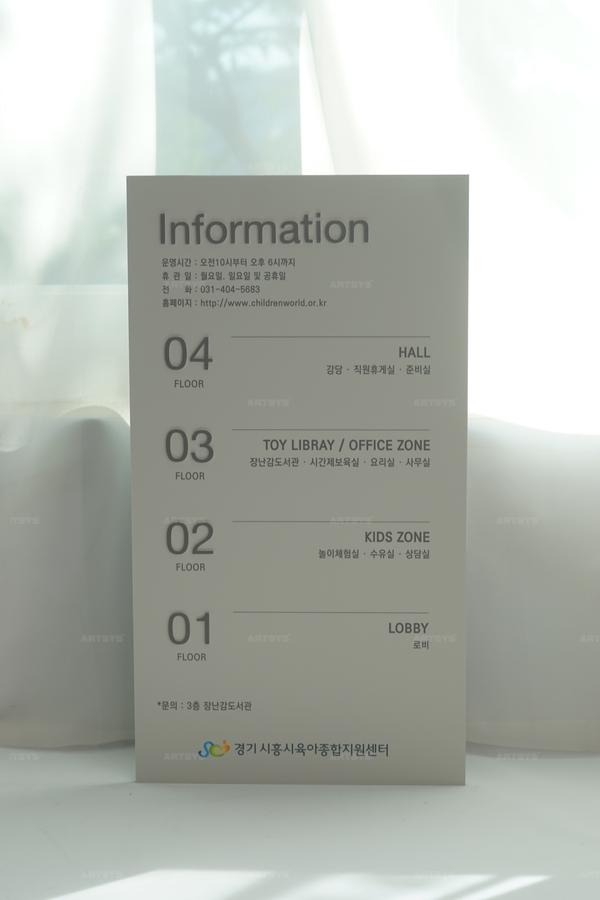 Information
운영시간 : 오전10시부터 오후 6시까지
휴 관 일 : 월요일, 일요일 및 공휴일
전 화 : 031-404-5683
홈페이지 : http://www.childrenworld.or.kr
04
FLOOR
HALL
강당 · 직원휴게실 · 준비실
03
FLOOR
TOY LIBRAY / OFFICE ZONE
장난감도서관 · 시간제보육실 · 요리실 · 사무실
02
FLOOR
KIDS ZONE
놀이체험실 · 수유실 · 상담실
01
FLOOR
LOBBY
로비
*문의 : 3층 장난감도서관
경기 시흥시육아종합지원센터
ARTSYS